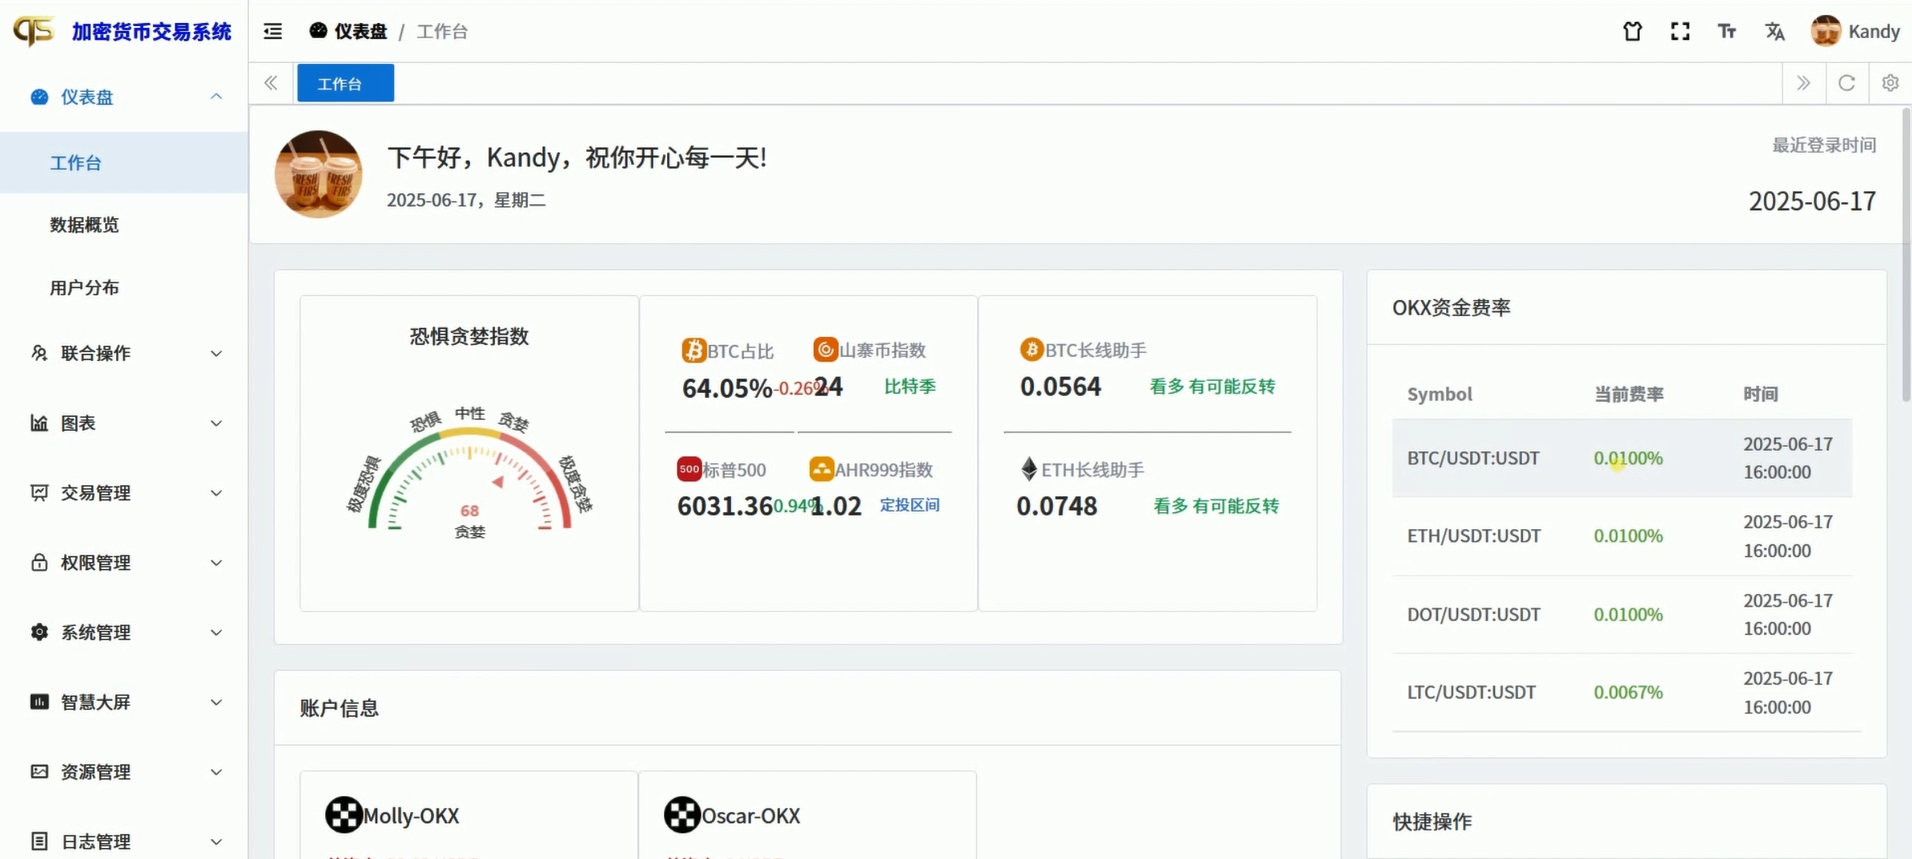 加密货币交易系统
仪表盘 / 工作台
Kandy
仪表盘
工作台
数据概览
用户分布
联合操作
图表
交易管理
权限管理
系统管理
智慧大屏
资源管理
日志管理
工作台
下午好，Kandy，祝你开心每一天!
2025-06-17，星期二
最近登录时间
2025-06-17
恐惧贪婪指数
极度恐惧
恐惧
中性
贪婪
极度贪婪
68
贪婪
BTC占比
64.05% -0.26%
山寨币指数
24 比特季
500 标普500
6031.36 0.94%
AHR999指数
1.02 定投区间
BTC长线助手
0.0564 看多 有可能反转
ETH长线助手
0.0748 看多 有可能反转
OKX资金费率
Symbol 当前费率 时间
BTC/USDT:USDT 0.0100% 2025-06-17
16:00:00
ETH/USDT:USDT 0.0100% 2025-06-17
16:00:00
DOT/USDT:USDT 0.0100% 2025-06-17
16:00:00
LTC/USDT:USDT 0.0067% 2025-06-17
16:00:00
账户信息
Molly-OKX
Oscar-OKX
快捷操作